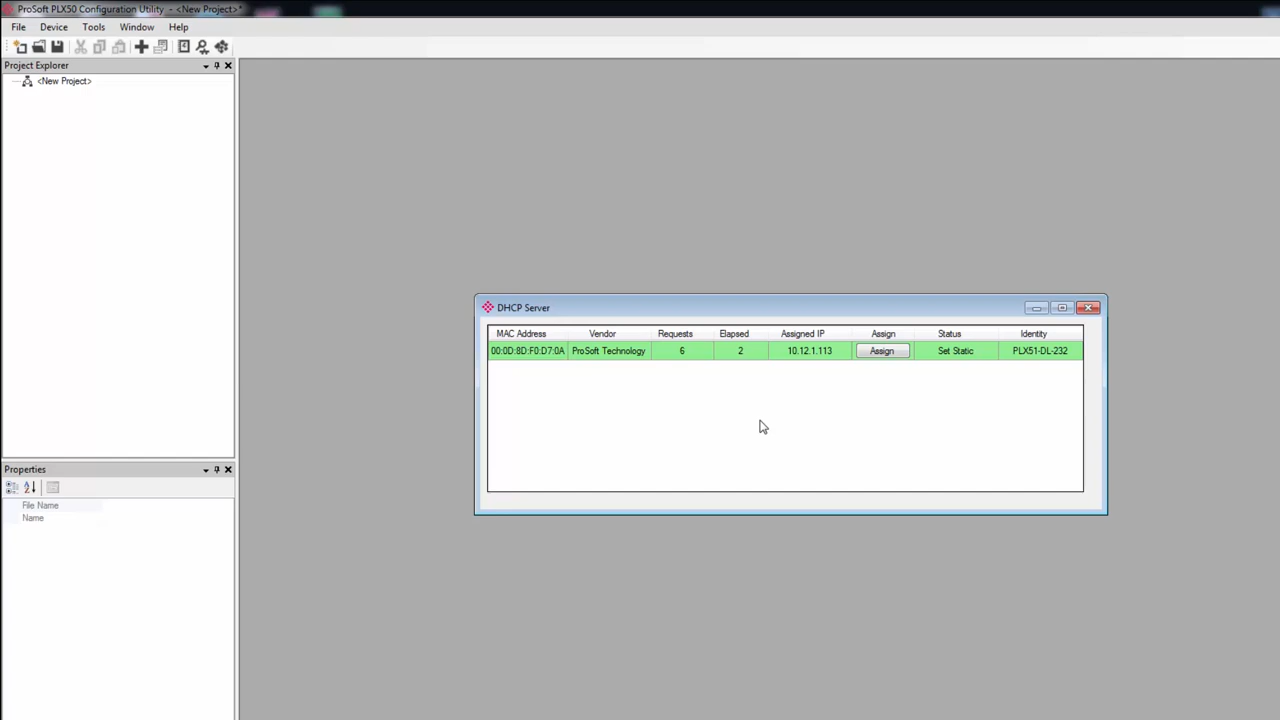 ProSoft PLX50 Configuration Utility - <New Project>*
File Device Tools Window Help
Project Explorer
<New Project>
DHCP Server
MAC Address Vendor Requests Elapsed Assigned IP Assign Status Identity
00:0D:8D:F0:D7:0A ProSoft Technology 6 2 10.12.1.113 Assign Set Static PLX51-DL-232
Properties
File Name
Name